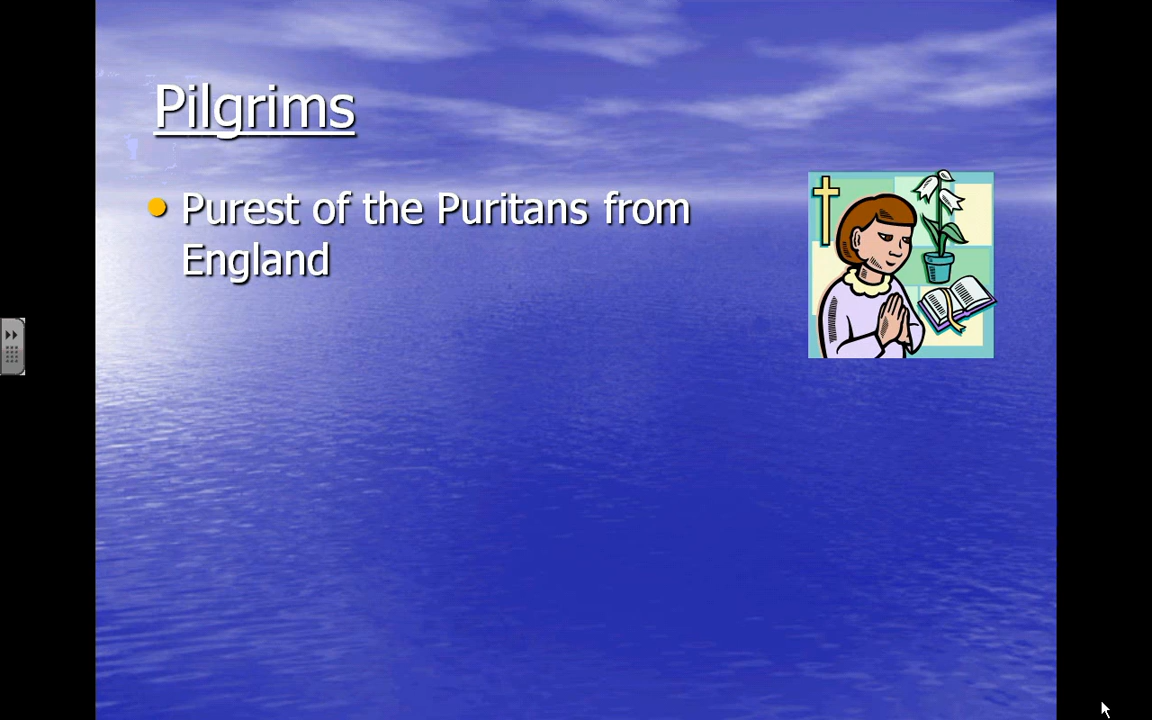 Pilgrims
Purest of the Puritans from
England